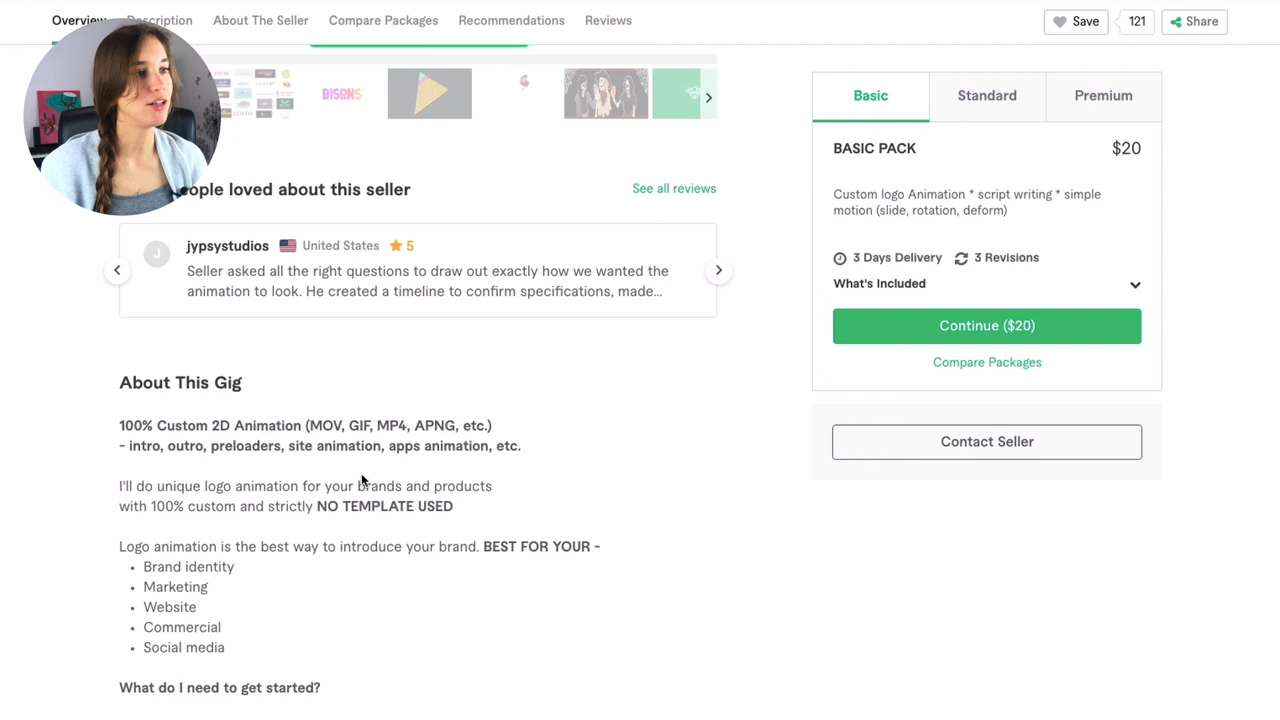 Overview
Description
About The Seller
Compare Packages
Recommendations
Reviews
Save
121
Share
BISONS
people loved about this seller
See all reviews
J
jypsystudios
United States
5
Seller asked all the right questions to draw out exactly how we wanted the
animation to look. He created a timeline to confirm specifications, made...
About This Gig
100% Custom 2D Animation (MOV, GIF, MP4, APNG, etc.)
- intro, outro, preloaders, site animation, apps animation, etc.
I'll do unique logo animation for your brands and products
with 100% custom and strictly NO TEMPLATE USED
Logo animation is the best way to introduce your brand. BEST FOR YOUR -
• Brand identity
• Marketing
• Website
• Commercial
• Social media
What do I need to get started?
Basic
Standard
Premium
BASIC PACK
$20
Custom logo Animation * script writing * simple
motion (slide, rotation, deform)
3 Days Delivery
3 Revisions
What's Included
Continue ($20)
Compare Packages
Contact Seller